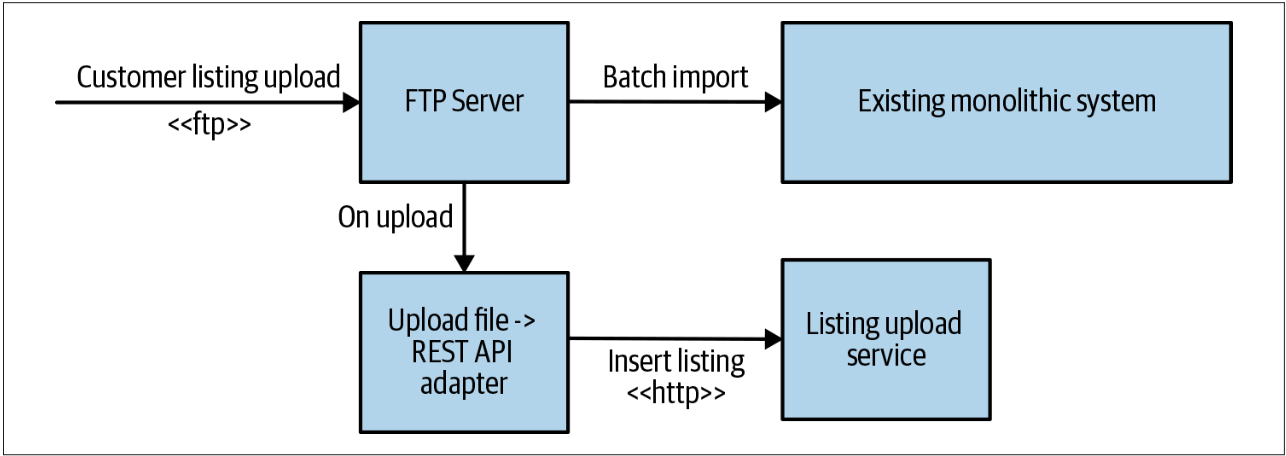 Customer listing upload
<<ftp>>
FTP Server
Batch import
Existing monolithic system
On upload
Upload file ->
REST API
adapter
Insert listing
<<http>>
Listing upload
service